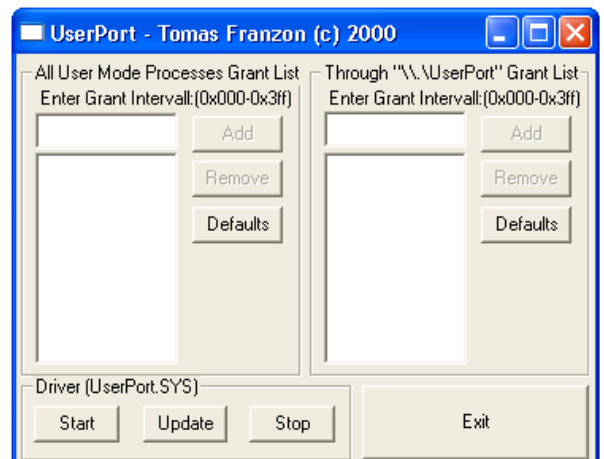 UserPort - Tomas Franzon (c) 2000
All User Mode Processes Grant List
Enter Grant Intervall:(0x000-0x3ff)
Add
Remove
Defaults
Through "\\.\UserPort" Grant List
Enter Grant Intervall:(0x000-0x3ff)
Add
Remove
Defaults
Driver (UserPort.SYS)
Start Update Stop
Exit